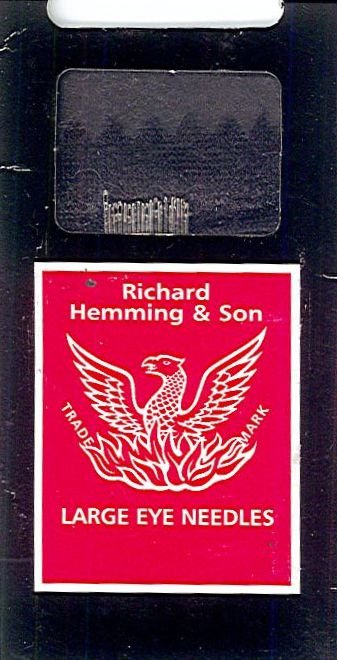 Richard
Hemming & Son
TRADE MARK
LARGE EYE NEEDLES